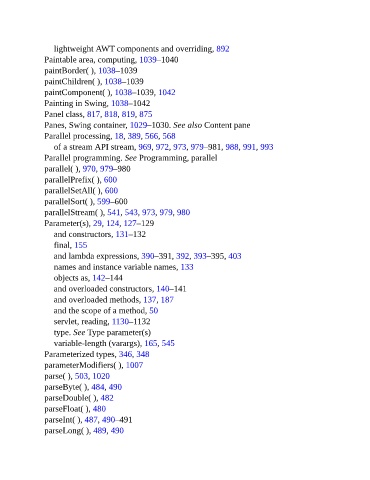 lightweight AWT components and overriding, 892
Paintable area, computing, 1039–1040
paintBorder( ), 1038–1039
paintChildren( ), 1038–1039
paintComponent( ), 1038–1039, 1042
Painting in Swing, 1038–1042
Panel class, 817, 818, 819, 875
Panes, Swing container, 1029–1030. See also Content pane
Parallel processing, 18, 389, 566, 568
of a stream API stream, 969, 972, 973, 979–981, 988, 991, 993
Parallel programming. See Programming, parallel
parallel( ), 970, 979–980
parallelPrefix( ), 600
parallelSetAll( ), 600
parallelSort( ), 599–600
parallelStream( ), 541, 543, 973, 979, 980
Parameter(s), 29, 124, 127–129
and constructors, 131–132
final, 155
and lambda expressions, 390–391, 392, 393–395, 403
names and instance variable names, 133
objects as, 142–144
and overloaded constructors, 140–141
and overloaded methods, 137, 187
and the scope of a method, 50
servlet, reading, 1130–1132
type. See Type parameter(s)
variable-length (varargs), 165, 545
Parameterized types, 346, 348
parameterModifiers( ), 1007
parse( ), 503, 1020
parseByte( ), 484, 490
parseDouble( ), 482
parseFloat( ), 480
parseInt( ), 487, 490–491
parseLong( ), 489, 490